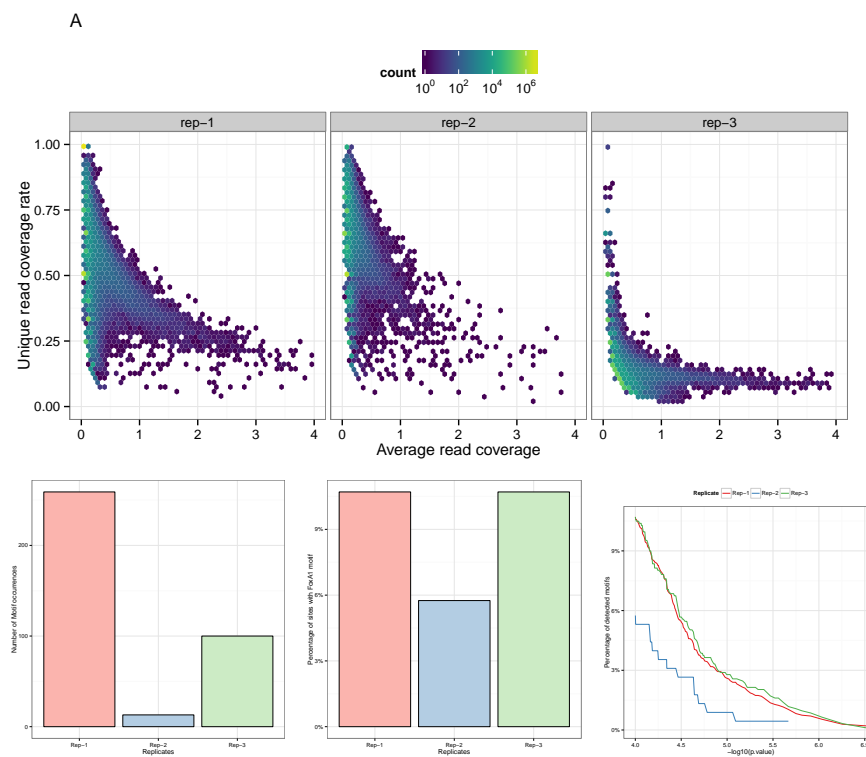 A
count
10^0 10^2 10^4 10^6
rep−1 rep−2 rep−3
Unique read coverage rate
1.00
0.75
0.50
0.25
0.00
0 1 2 3 4 0 1 2 3 4 0 1 2 3 4
Average read coverage
Number of Motif occurrences
200
100
0
Rep−1 Rep−2 Rep−3
Replicates
Percentage of sites with FoxA1 motif
9%
6%
3%
0%
Rep−1 Rep−2 Rep−3
Replicates
Replicate Rep−1 Rep−2 Rep−3
Percentage of detected motifs
9%
6%
3%
0%
4.0 4.5 5.0 5.5 6.0 6.5
−log10(p.value)